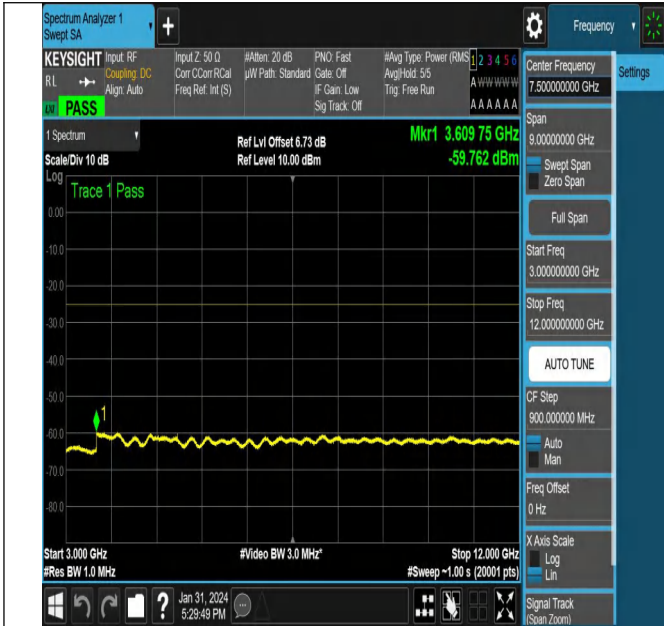 Spectrum Analyzer 1
Swept SA
+
Frequency
KEYSIGHT
RL
LXI
PASS
Input: RF
Coupling: DC
Align: Auto
Input Z: 50 Ω
Corr CCorr RCal
Freq Ref: Int (S)
#Atten: 20 dB
µW Path: Standard
PNO: Fast
Gate: Off
IF Gain: Low
Sig Track: Off
#Avg Type: Power (RMS
Avg|Hold: 5/5
Trig: Free Run
1 2 3 4 5 6
A W W W W W
A A A A A A
1 Spectrum
Scale/Div 10 dB
Ref Lvl Offset 6.73 dB
Ref Level 10.00 dBm
Mkr1 3.609 75 GHz
-59.762 dBm
Log
Trace 1 Pass
0.00
-10.0
-20.0
-30.0
-40.0
-50.0
-60.0
-70.0
-80.0
1
Start 3.000 GHz
#Res BW 1.0 MHz
#Video BW 3.0 MHz*
Stop 12.000 GHz
#Sweep ~1.00 s (20001 pts)
?
Jan 31, 2024
5:29:49 PM
Center Frequency
7.500000000 GHz
Settings
Span
9.00000000 GHz
Swept Span
Zero Span
Full Span
Start Freq
3.000000000 GHz
Stop Freq
12.000000000 GHz
AUTO TUNE
CF Step
900.000000 MHz
Auto
Man
Freq Offset
0 Hz
X Axis Scale
Log
Lin
Signal Track
(Span Zoom)